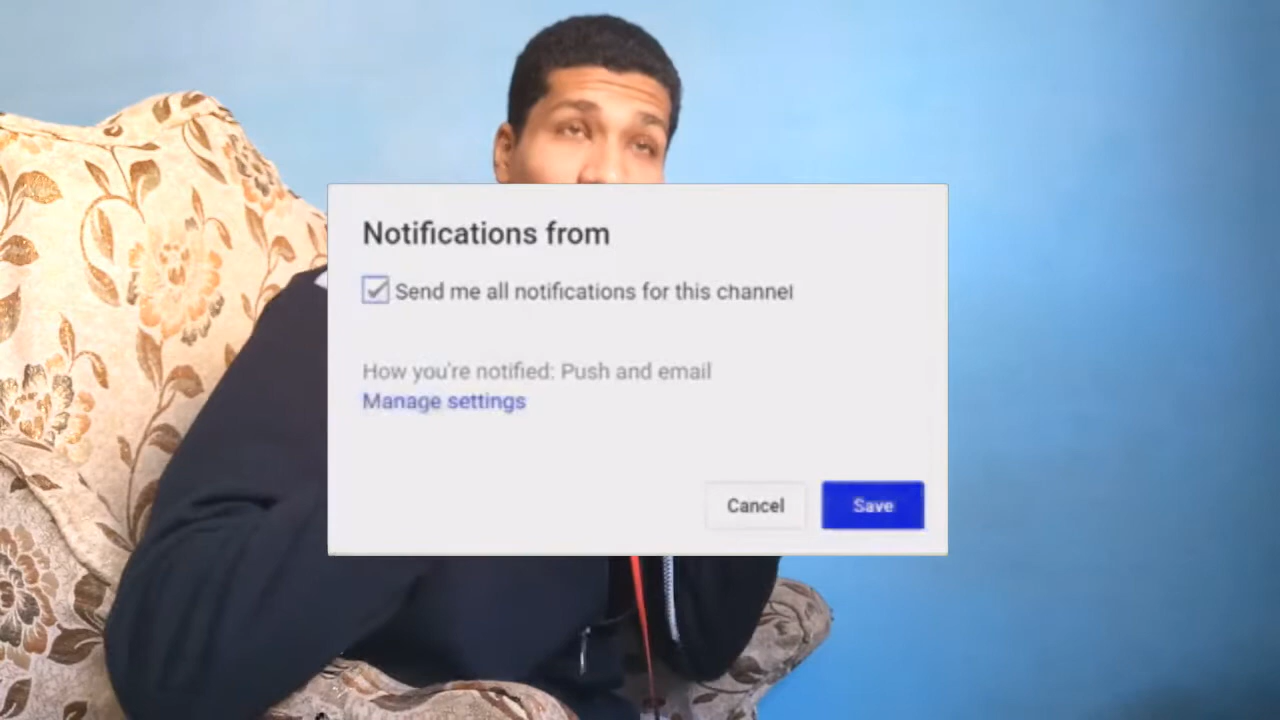 Notifications from
Send me all notifications for this channel
How you're notified: Push and email
Manage settings
Cancel
Save